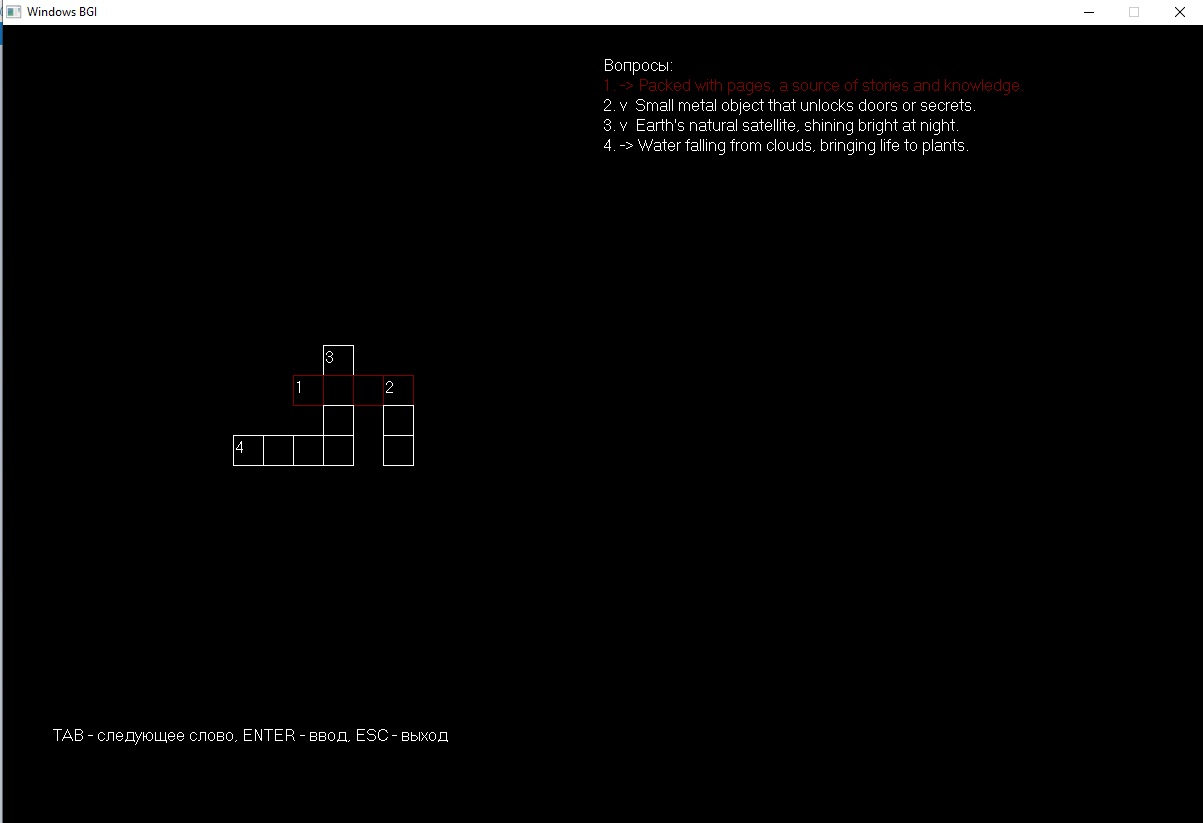 Windows BGI
Вопросы:
1. -> Packed with pages, a source of stories and knowledge.
2. v  Small metal object that unlocks doors or secrets.
3. v  Earth's natural satellite, shining bright at night.
4. -> Water falling from clouds, bringing life to plants.
3
1 2
4
TAB - следующее слово, ENTER - ввод, ESC - выход